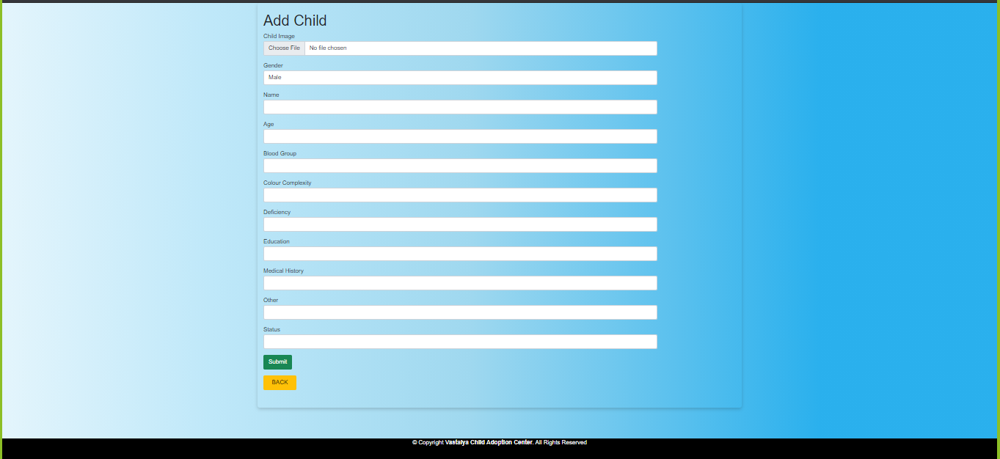 Add Child
Child Image
Choose File No file chosen
Gender
Male
Name
Age
Blood Group
Colour Complexity
Deficiency
Education
Medical History
Other
Status
Submit
BACK
© Copyright Vastalya Child Adoption Center. All Rights Reserved